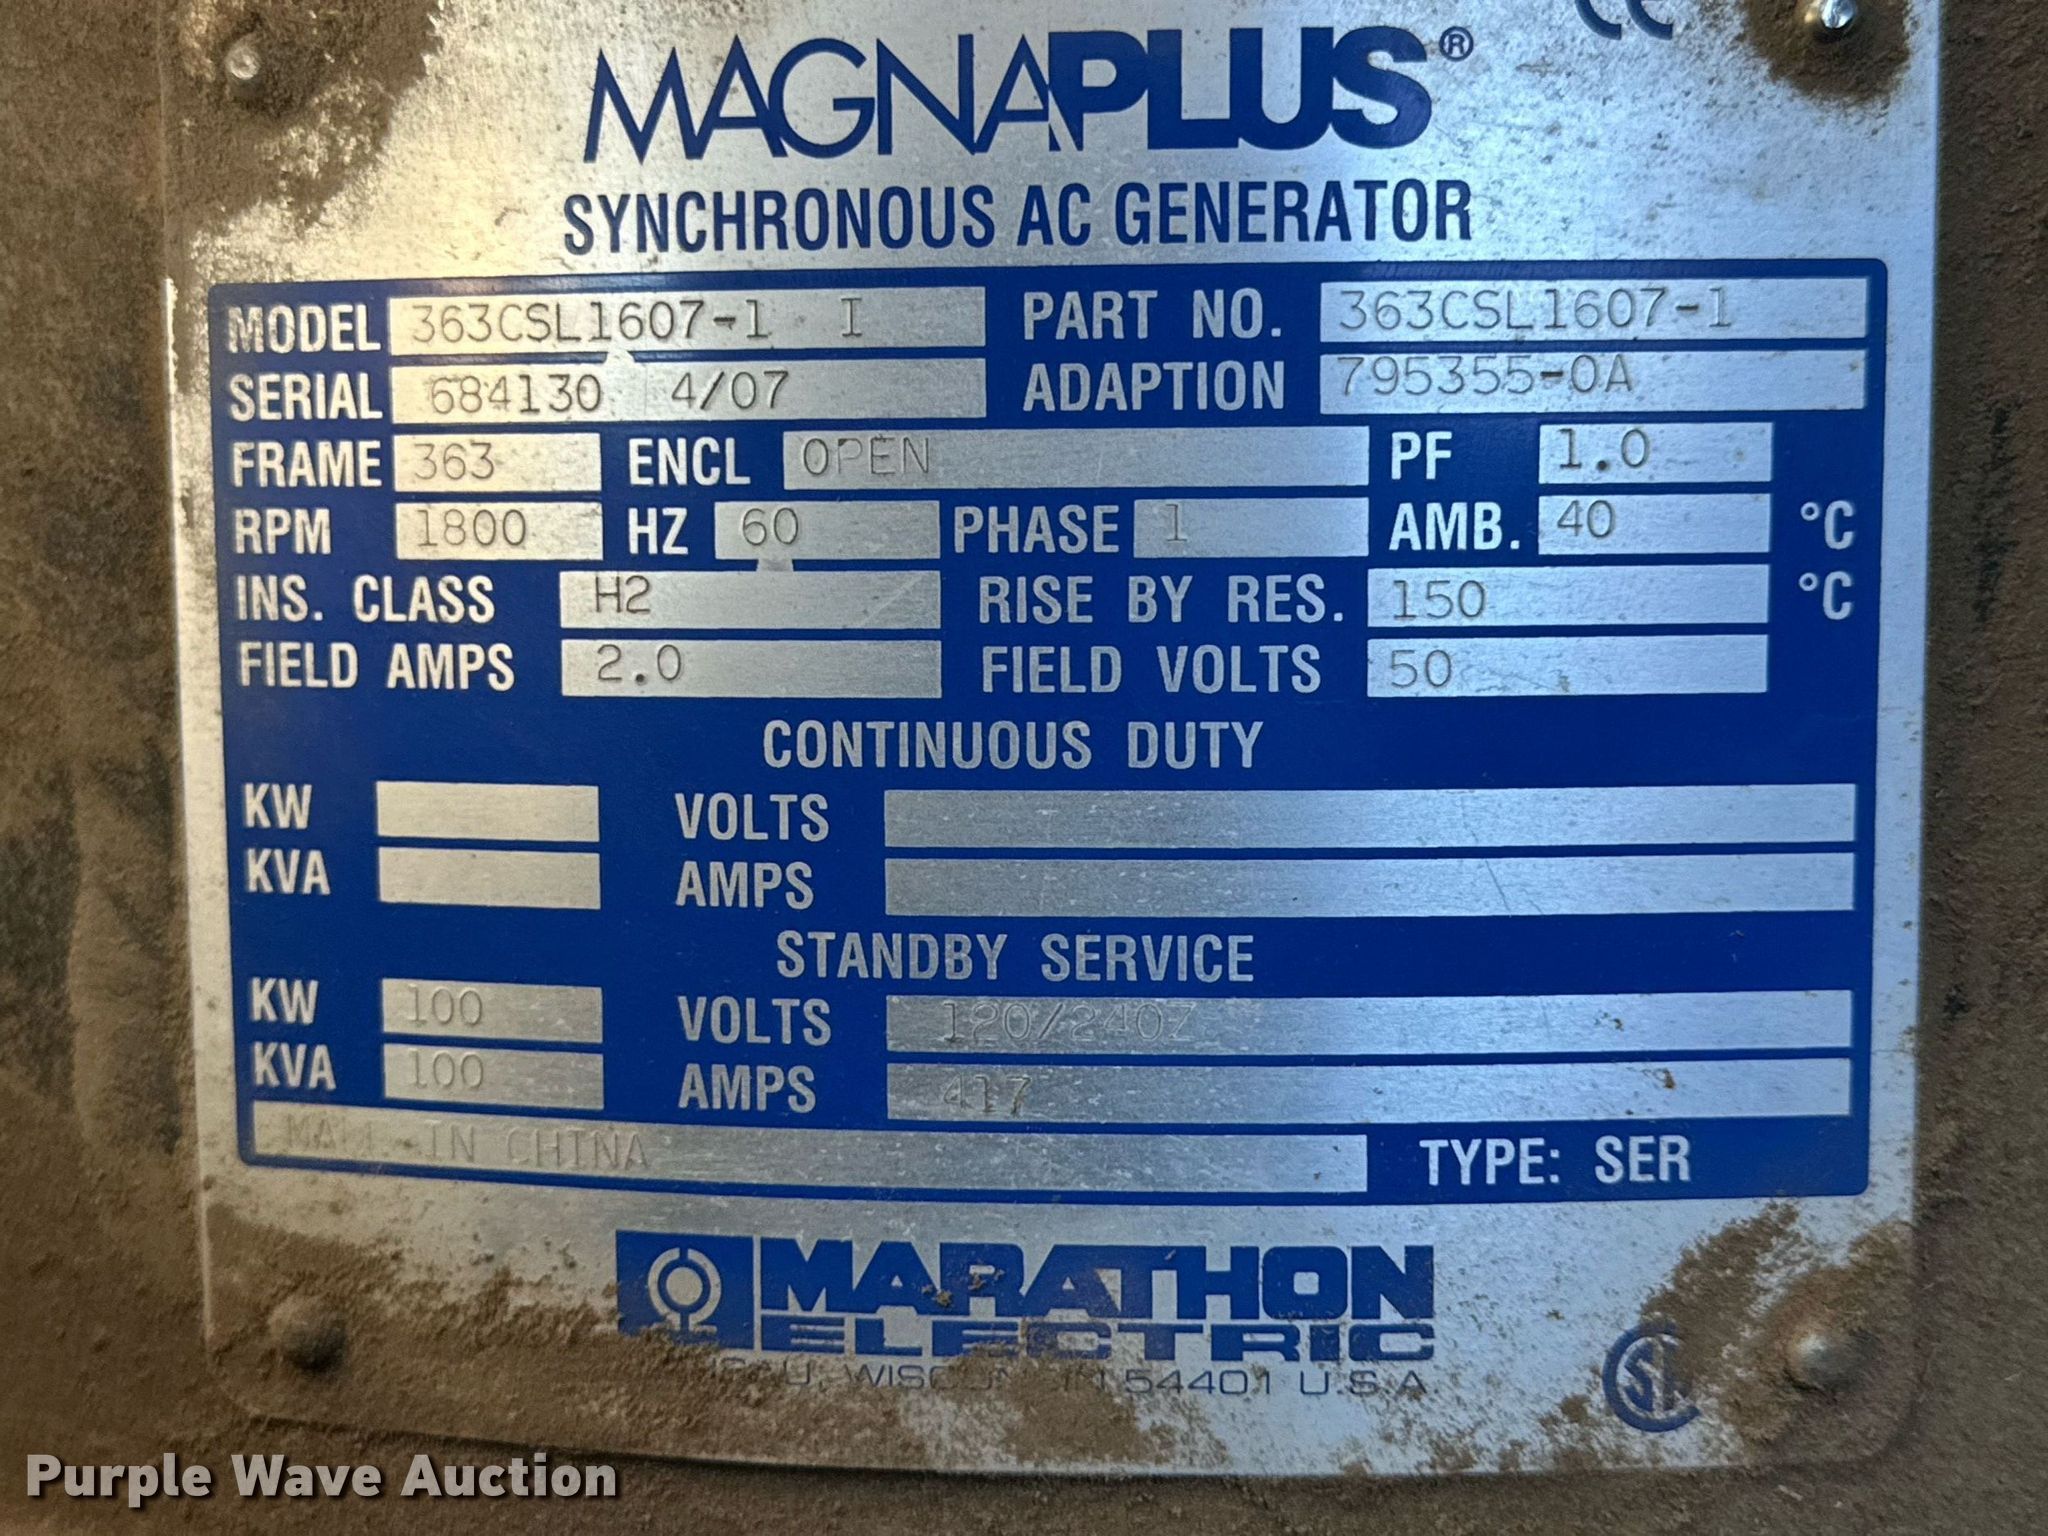 CE
MAGNAPLUS®
SYNCHRONOUS AC GENERATOR
MODEL 363CSL1607-1 I PART NO. 363CSL1607-1
SERIAL 684130 4/07 ADAPTION 795355-0A
FRAME 363 ENCL OPEN PF 1.0
RPM 1800 HZ 60 PHASE 1 AMB. 40 °C
INS. CLASS H2 RISE BY RES. 150 °C
FIELD AMPS 2.0 FIELD VOLTS 50
CONTINUOUS DUTY
KW VOLTS
KVA AMPS
STANDBY SERVICE
KW 100 VOLTS 120/240Z
KVA 100 AMPS 417
IN CHINA TYPE: SER
MARATHON
ELECTRIC
54401 U.S.A.
Purple Wave Auction